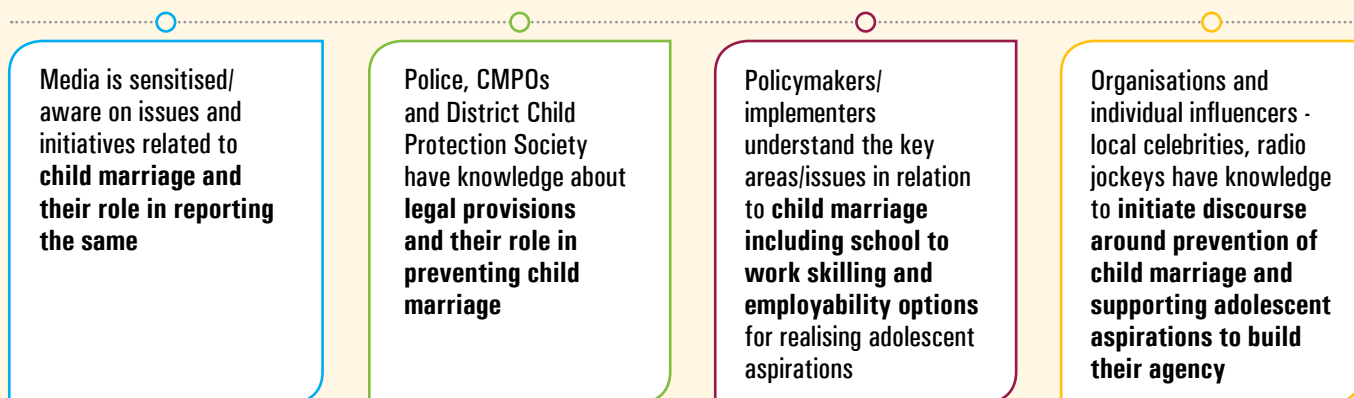 Media is sensitised/
aware on issues and
initiatives related to
child marriage and
their role in reporting
the same
Police, CMPOs
and District Child
Protection Society
have knowledge about
legal provisions
and their role in
preventing child
marriage
Policymakers/
implementers
understand the key
areas/issues in relation
to child marriage
including school to
work skilling and
employability options
for realising adolescent
aspirations
Organisations and
individual influencers -
local celebrities, radio
jockeys have knowledge
to initiate discourse
around prevention of
child marriage and
supporting adolescent
aspirations to build
their agency